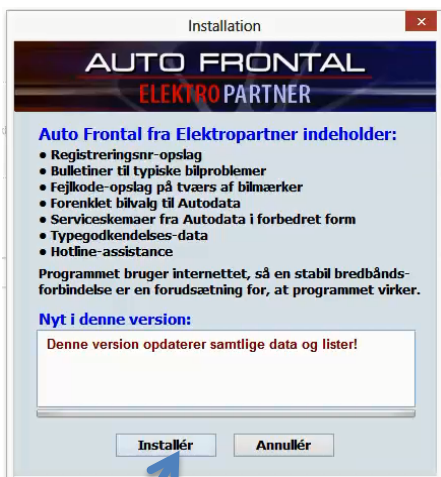 Installation
AUTO FRONTAL
ELEKTROPARTNER
Auto Frontal fra Elektropartner indeholder:
● Registreringsnr-opslag
● Bulletiner til typiske bilproblemer
● Fejlkode-opslag på tværs af bilmærker
● Forenklet bilvalg til Autodata
● Serviceskemaer fra Autodata i forbedret form
● Typegodkendelses-data
● Hotline-assistance
Programmet bruger internettet, så en stabil bredbånds-
forbindelse er en forudsætning for, at programmet virker.
Nyt i denne version:
Denne version opdaterer samtlige data og lister!
Installér Annullér